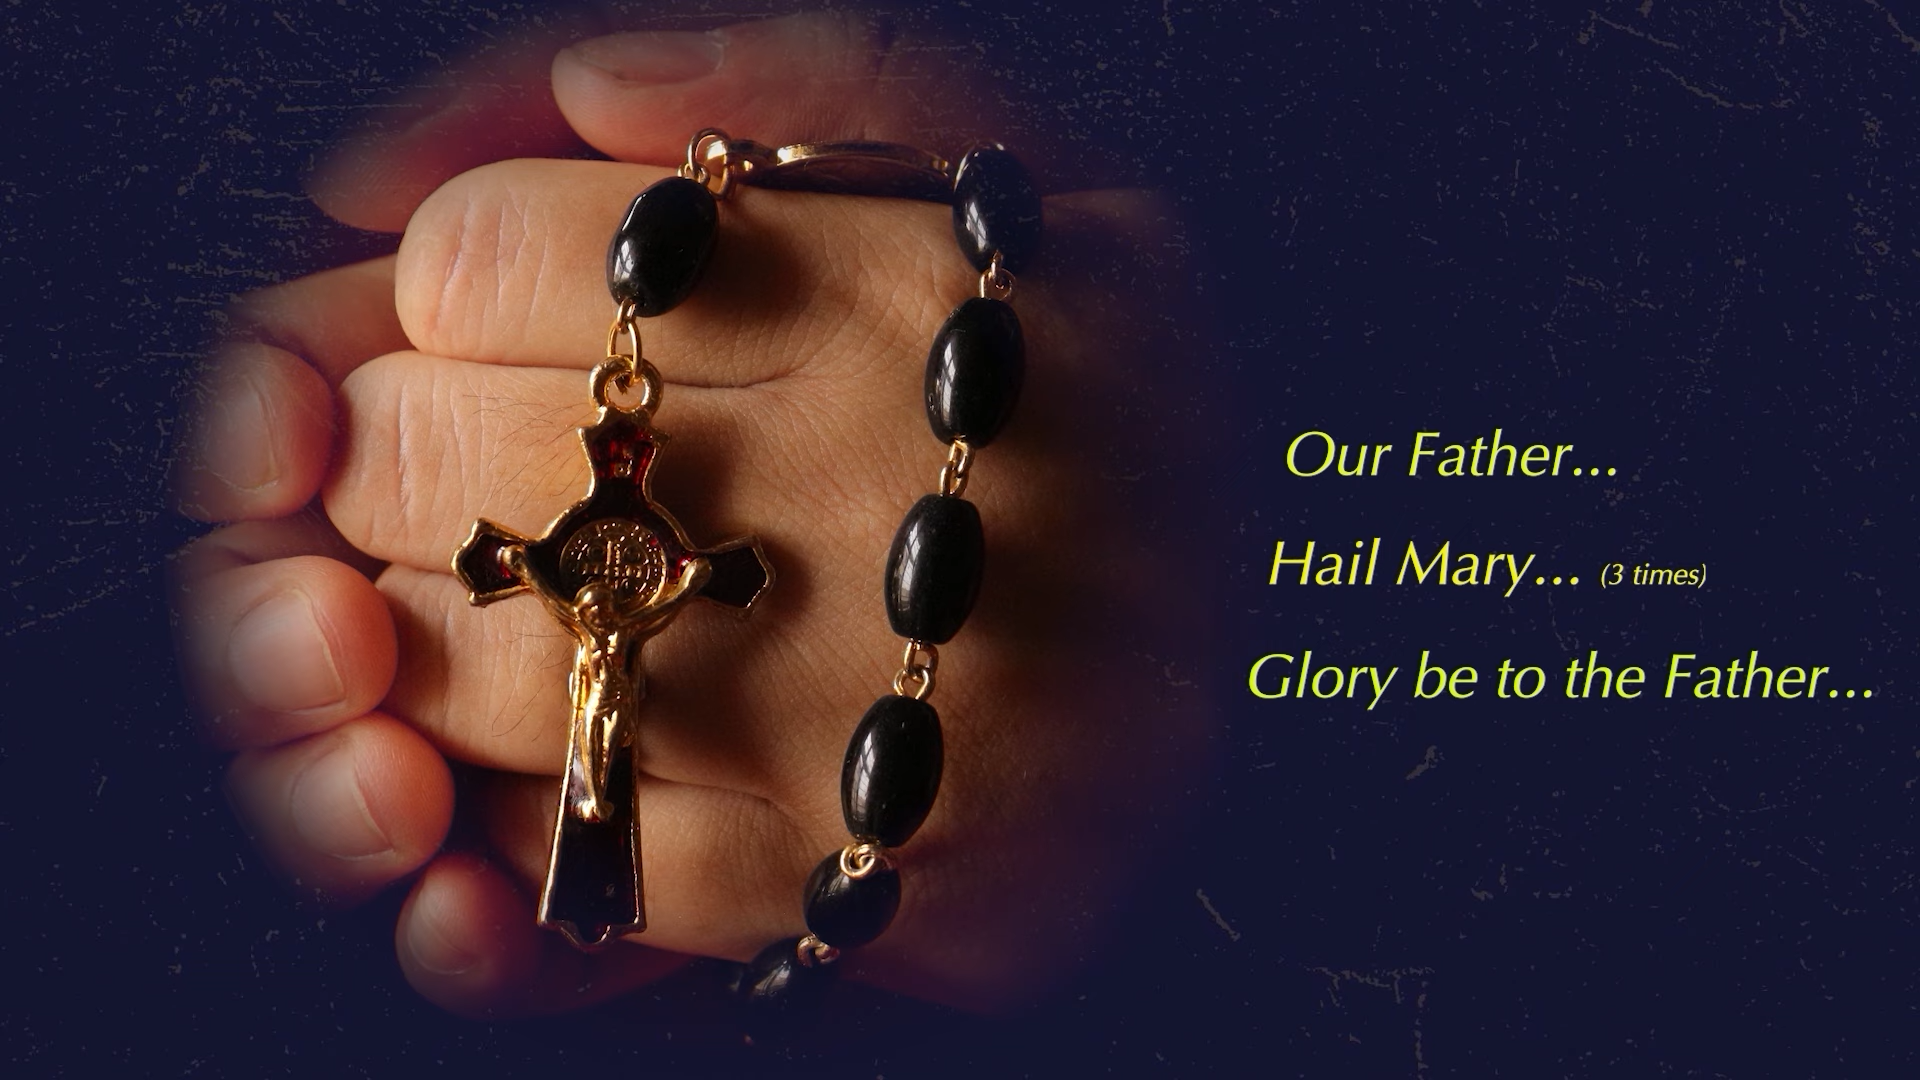 Our Father...
Hail Mary... (3 times)
Glory be to the Father...